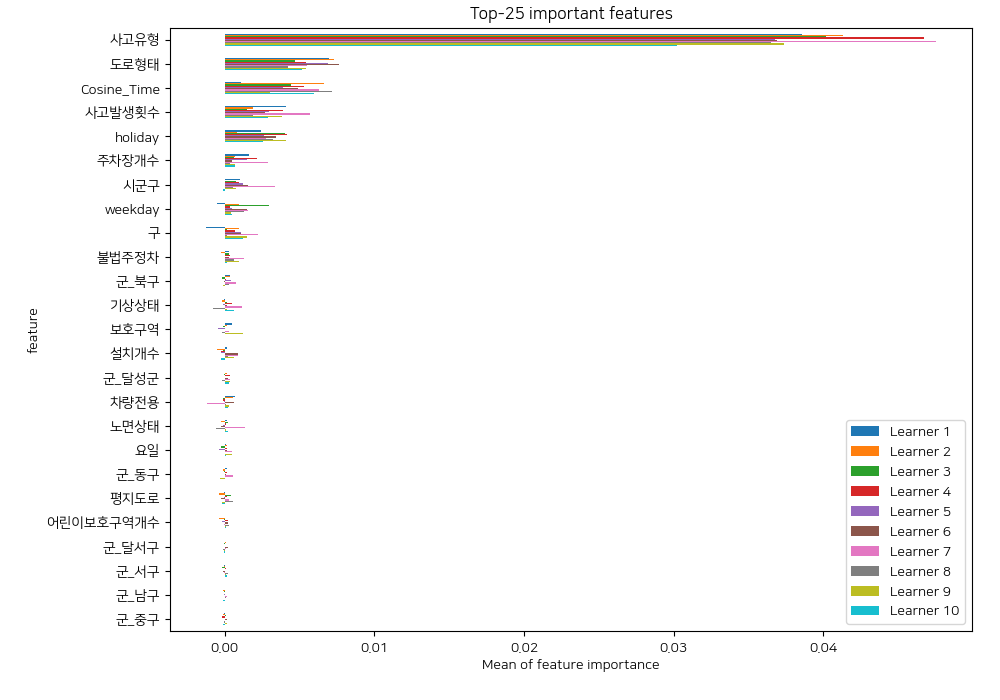 Top-25 important features
사고유형
도로형태
Cosine_Time
사고발생횟수
holiday
주차장개수
시군구
weekday
구
불법주정차
군_북구
기상상태
보호구역
설치개수
군_달성군
차량전용
노면상태
요일
군_동구
평지도로
어린이보호구역개수
군_달서구
군_서구
군_남구
군_중구
feature
Learner 1
Learner 2
Learner 3
Learner 4
Learner 5
Learner 6
Learner 7
Learner 8
Learner 9
Learner 10
0.00 0.01 0.02 0.03 0.04
Mean of feature importance